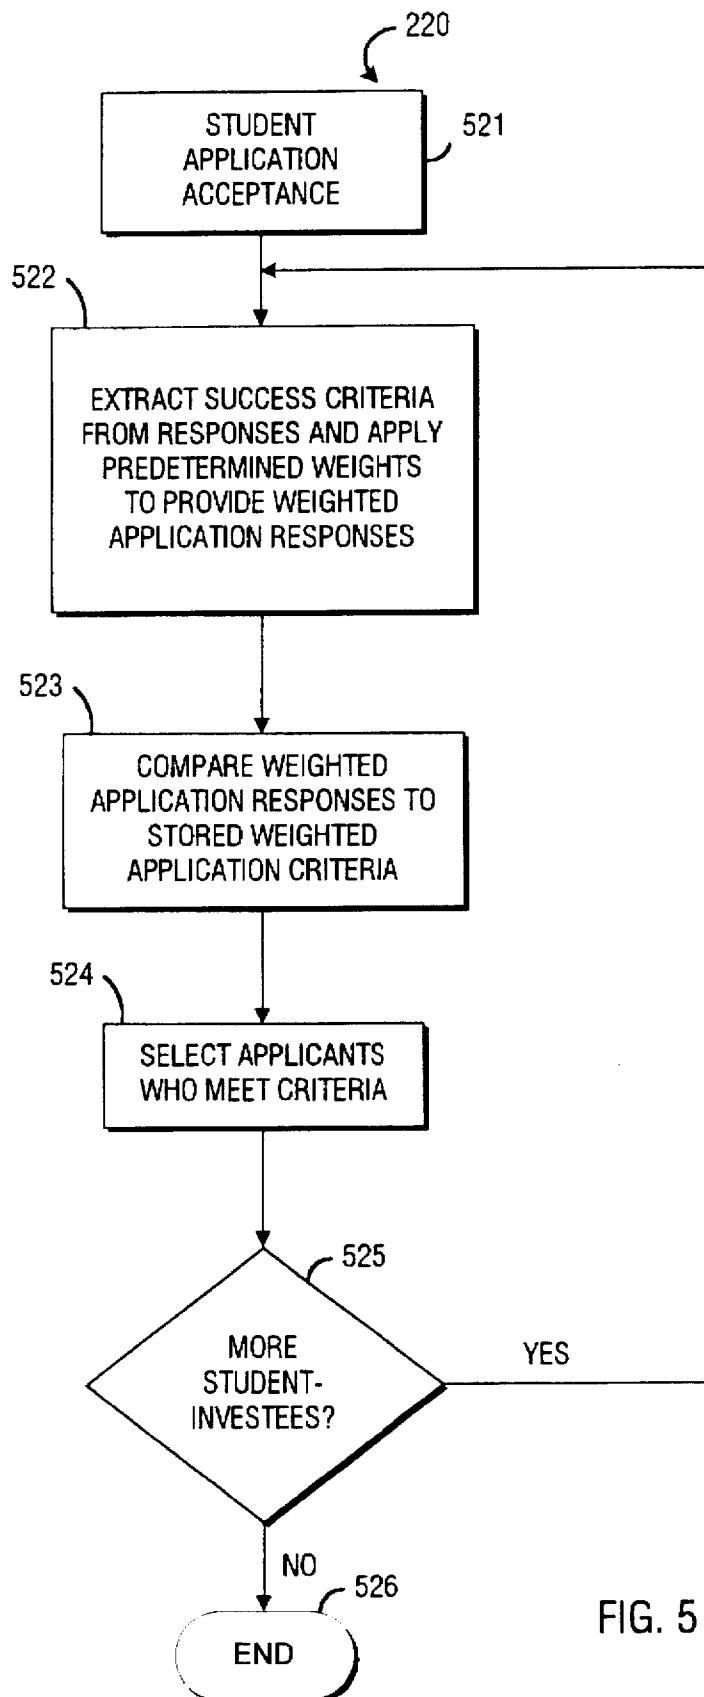 220
STUDENT
APPLICATION
ACCEPTANCE
521
522
EXTRACT SUCCESS CRITERIA
FROM RESPONSES AND APPLY
PREDETERMINED WEIGHTS
TO PROVIDE WEIGHTED
APPLICATION RESPONSES
523
COMPARE WEIGHTED
APPLICATION RESPONSES TO
STORED WEIGHTED
APPLICATION CRITERIA
524
SELECT APPLICANTS
WHO MEET CRITERIA
525
MORE
STUDENT-
INVESTEES?
YES
NO
526
END
FIG. 5